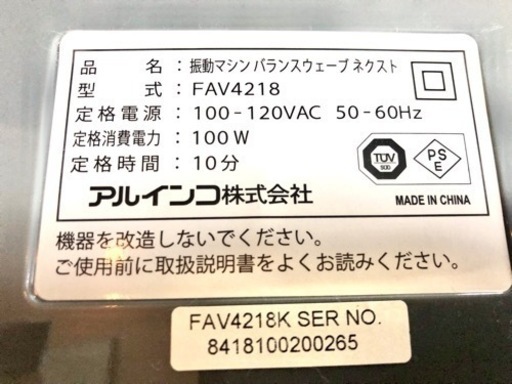 品名：振動マシン バランスウェーブ ネクスト
型式：FAV4218
定格電源：100-120VAC 50-60Hz
定格消費電力：100W
定格時間：10分
TÜV
SÜD
PS
E
アルインコ株式会社
MADE IN CHINA
機器を改造しないでください。
ご使用前に取扱説明書をよくお読みください。
FAV4218K SER NO.
8418100200265